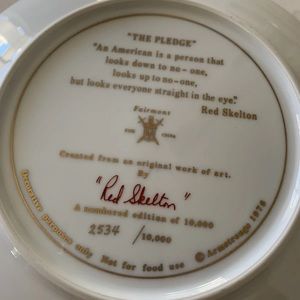 "THE PLEDGE"
"An American is a person that
looks down to no-one,
looks up to no-one,
but looks everyone straight in the eye."
Red Skelton
Fairmont
FINE CHINA
Created from an original work of art.
By
"Red Skelton"
A numbered edition of 10,000
2534 /10,000
Decorative purposes only Not for food use © Armstrong's 1978